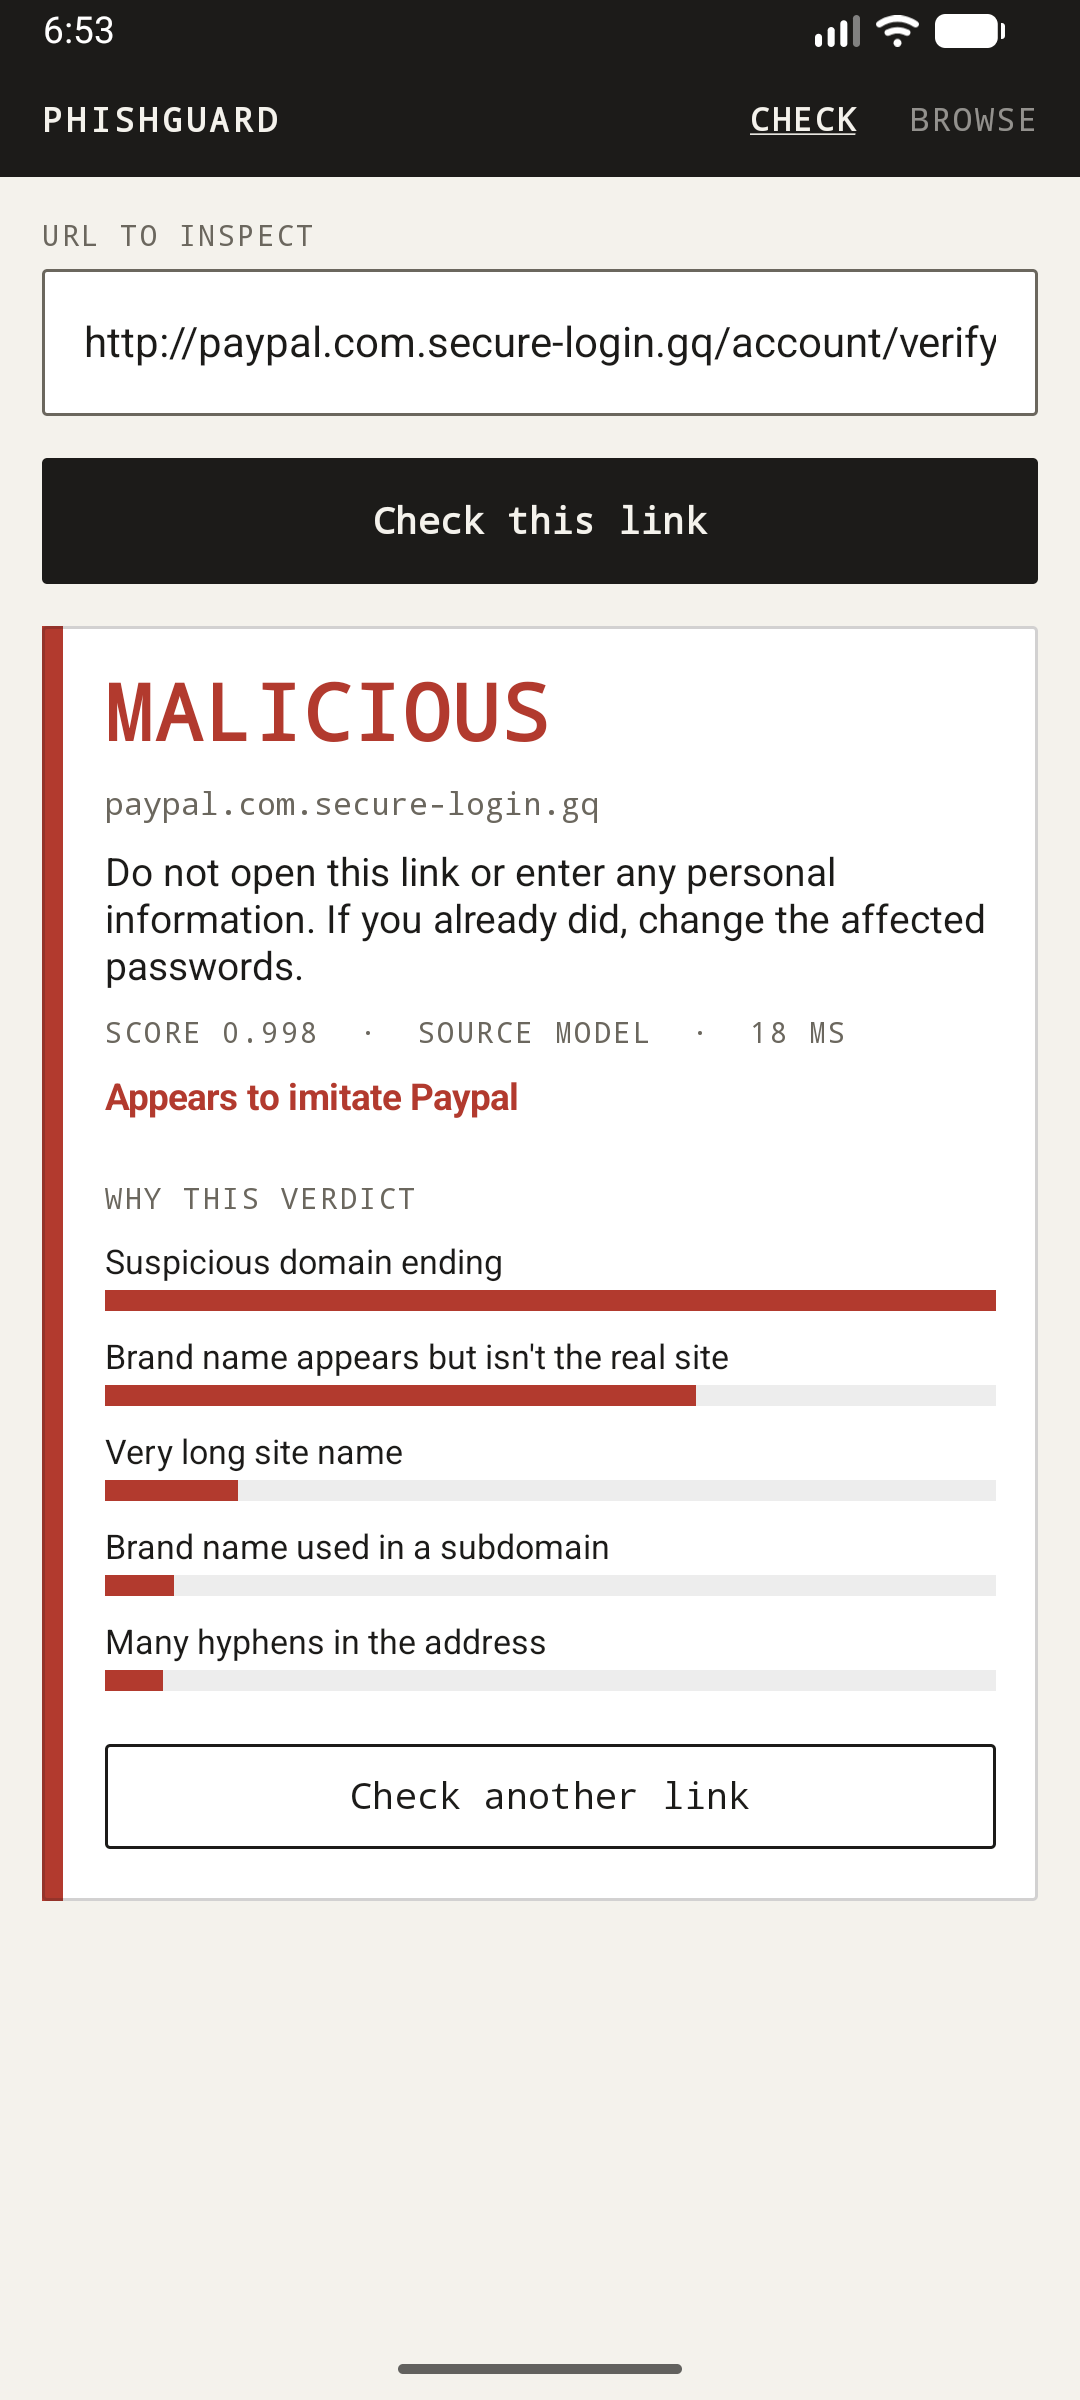 6:53
PHISHGUARD
CHECK
BROWSE
URL TO INSPECT
http://paypal.com.secure-login.gq/account/verify
Check this link
MALICIOUS
paypal.com.secure-login.gq
Do not open this link or enter any personal
information. If you already did, change the affected
passwords.
SCORE 0.998 · SOURCE MODEL · 18 MS
Appears to imitate Paypal
WHY THIS VERDICT
Suspicious domain ending
Brand name appears but isn't the real site
Very long site name
Brand name used in a subdomain
Many hyphens in the address
Check another link